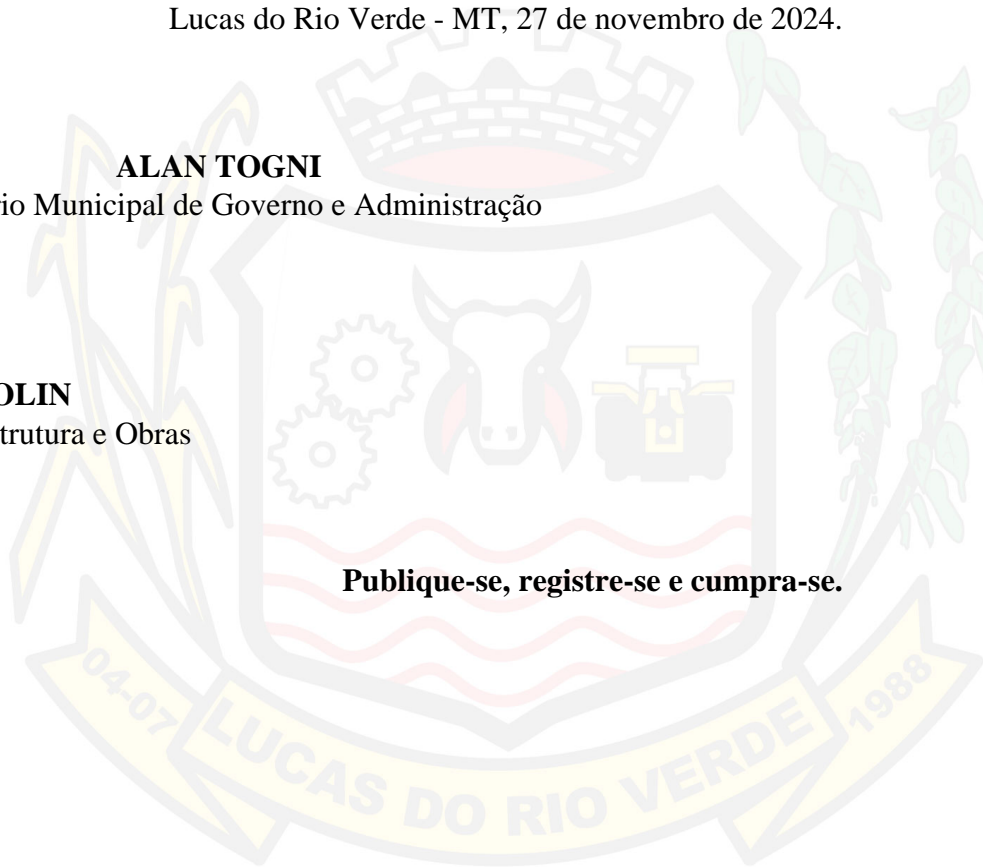 Lucas do Rio Verde - MT, 27 de novembro de 2024.
ALAN TOGNI
rio Municipal de Governo e Administração
OLIN
trutura e Obras
Publique-se, registre-se e cumpra-se.
04-07
LUCAS DO RIO VERDE
1988